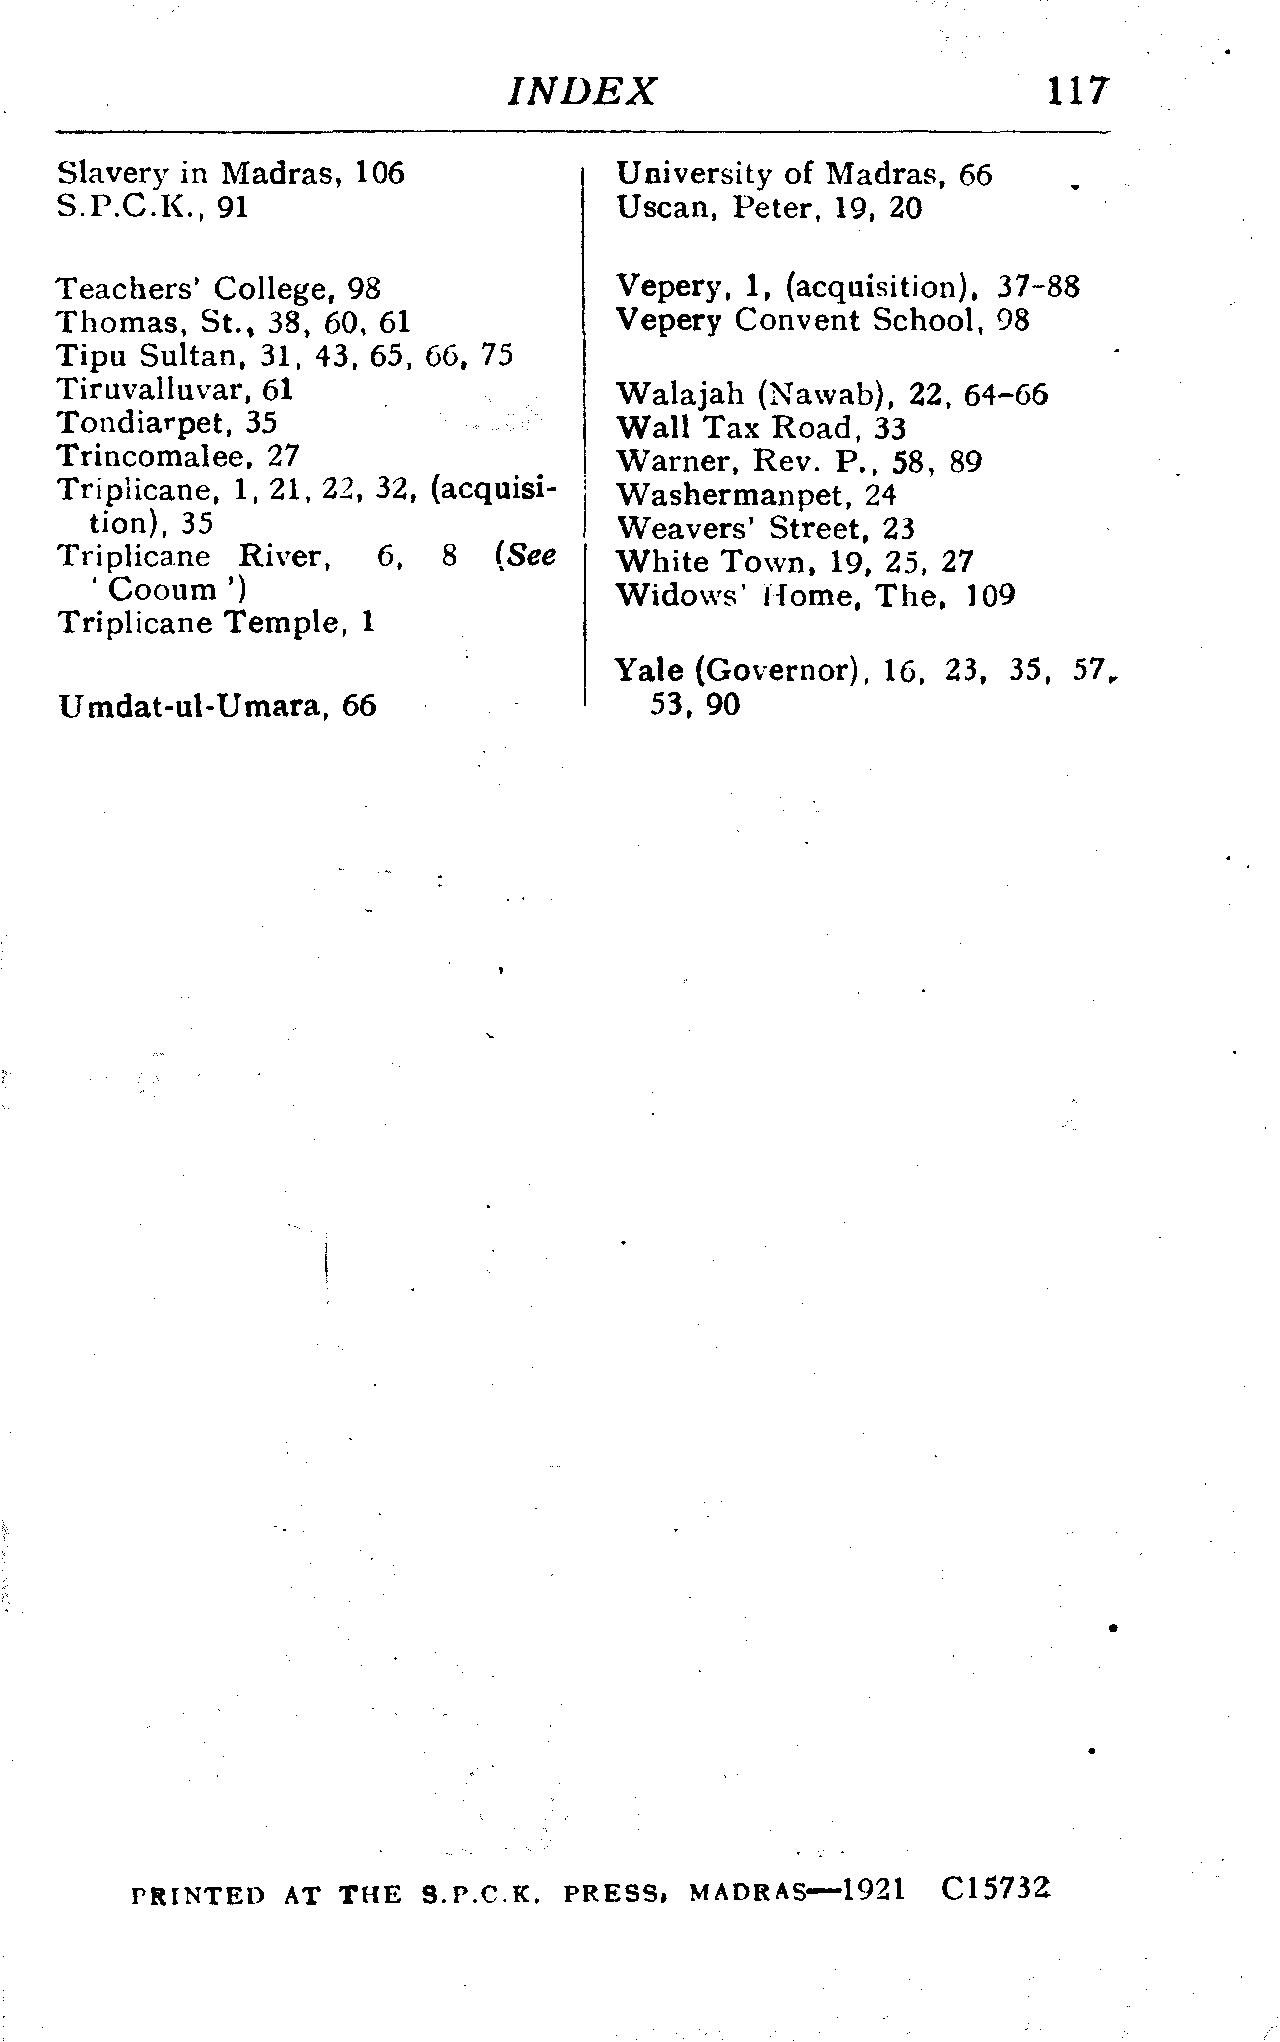 INDEX 117
Slavery in Madras, 106
S.P.C.K., 91
Teachers' College, 98
Thomas, St., 38, 60, 61
Tipu Sultan, 31, 43, 65, 66, 75
Tiruvalluvar, 61
Tondiarpet, 35
Trincomalee, 27
Triplicane, 1, 21, 22, 32, (acquisi-
tion), 35
Triplicane River, 6, 8 (See
'Cooum')
Triplicane Temple, 1
Umdat-ul-Umara, 66
University of Madras, 66
Uscan, Peter, 19, 20
Vepery, 1, (acquisition), 37-88
Vepery Convent School, 98
Walajah (Nawab), 22, 64-66
Wall Tax Road, 33
Warner, Rev. P., 58, 89
Washermanpet, 24
Weavers' Street, 23
White Town, 19, 25, 27
Widows' Home, The, 109
Yale (Governor), 16, 23, 35, 57,
53, 90
PRINTED AT THE S.P.C.K. PRESS, MADRAS—1921 C15732